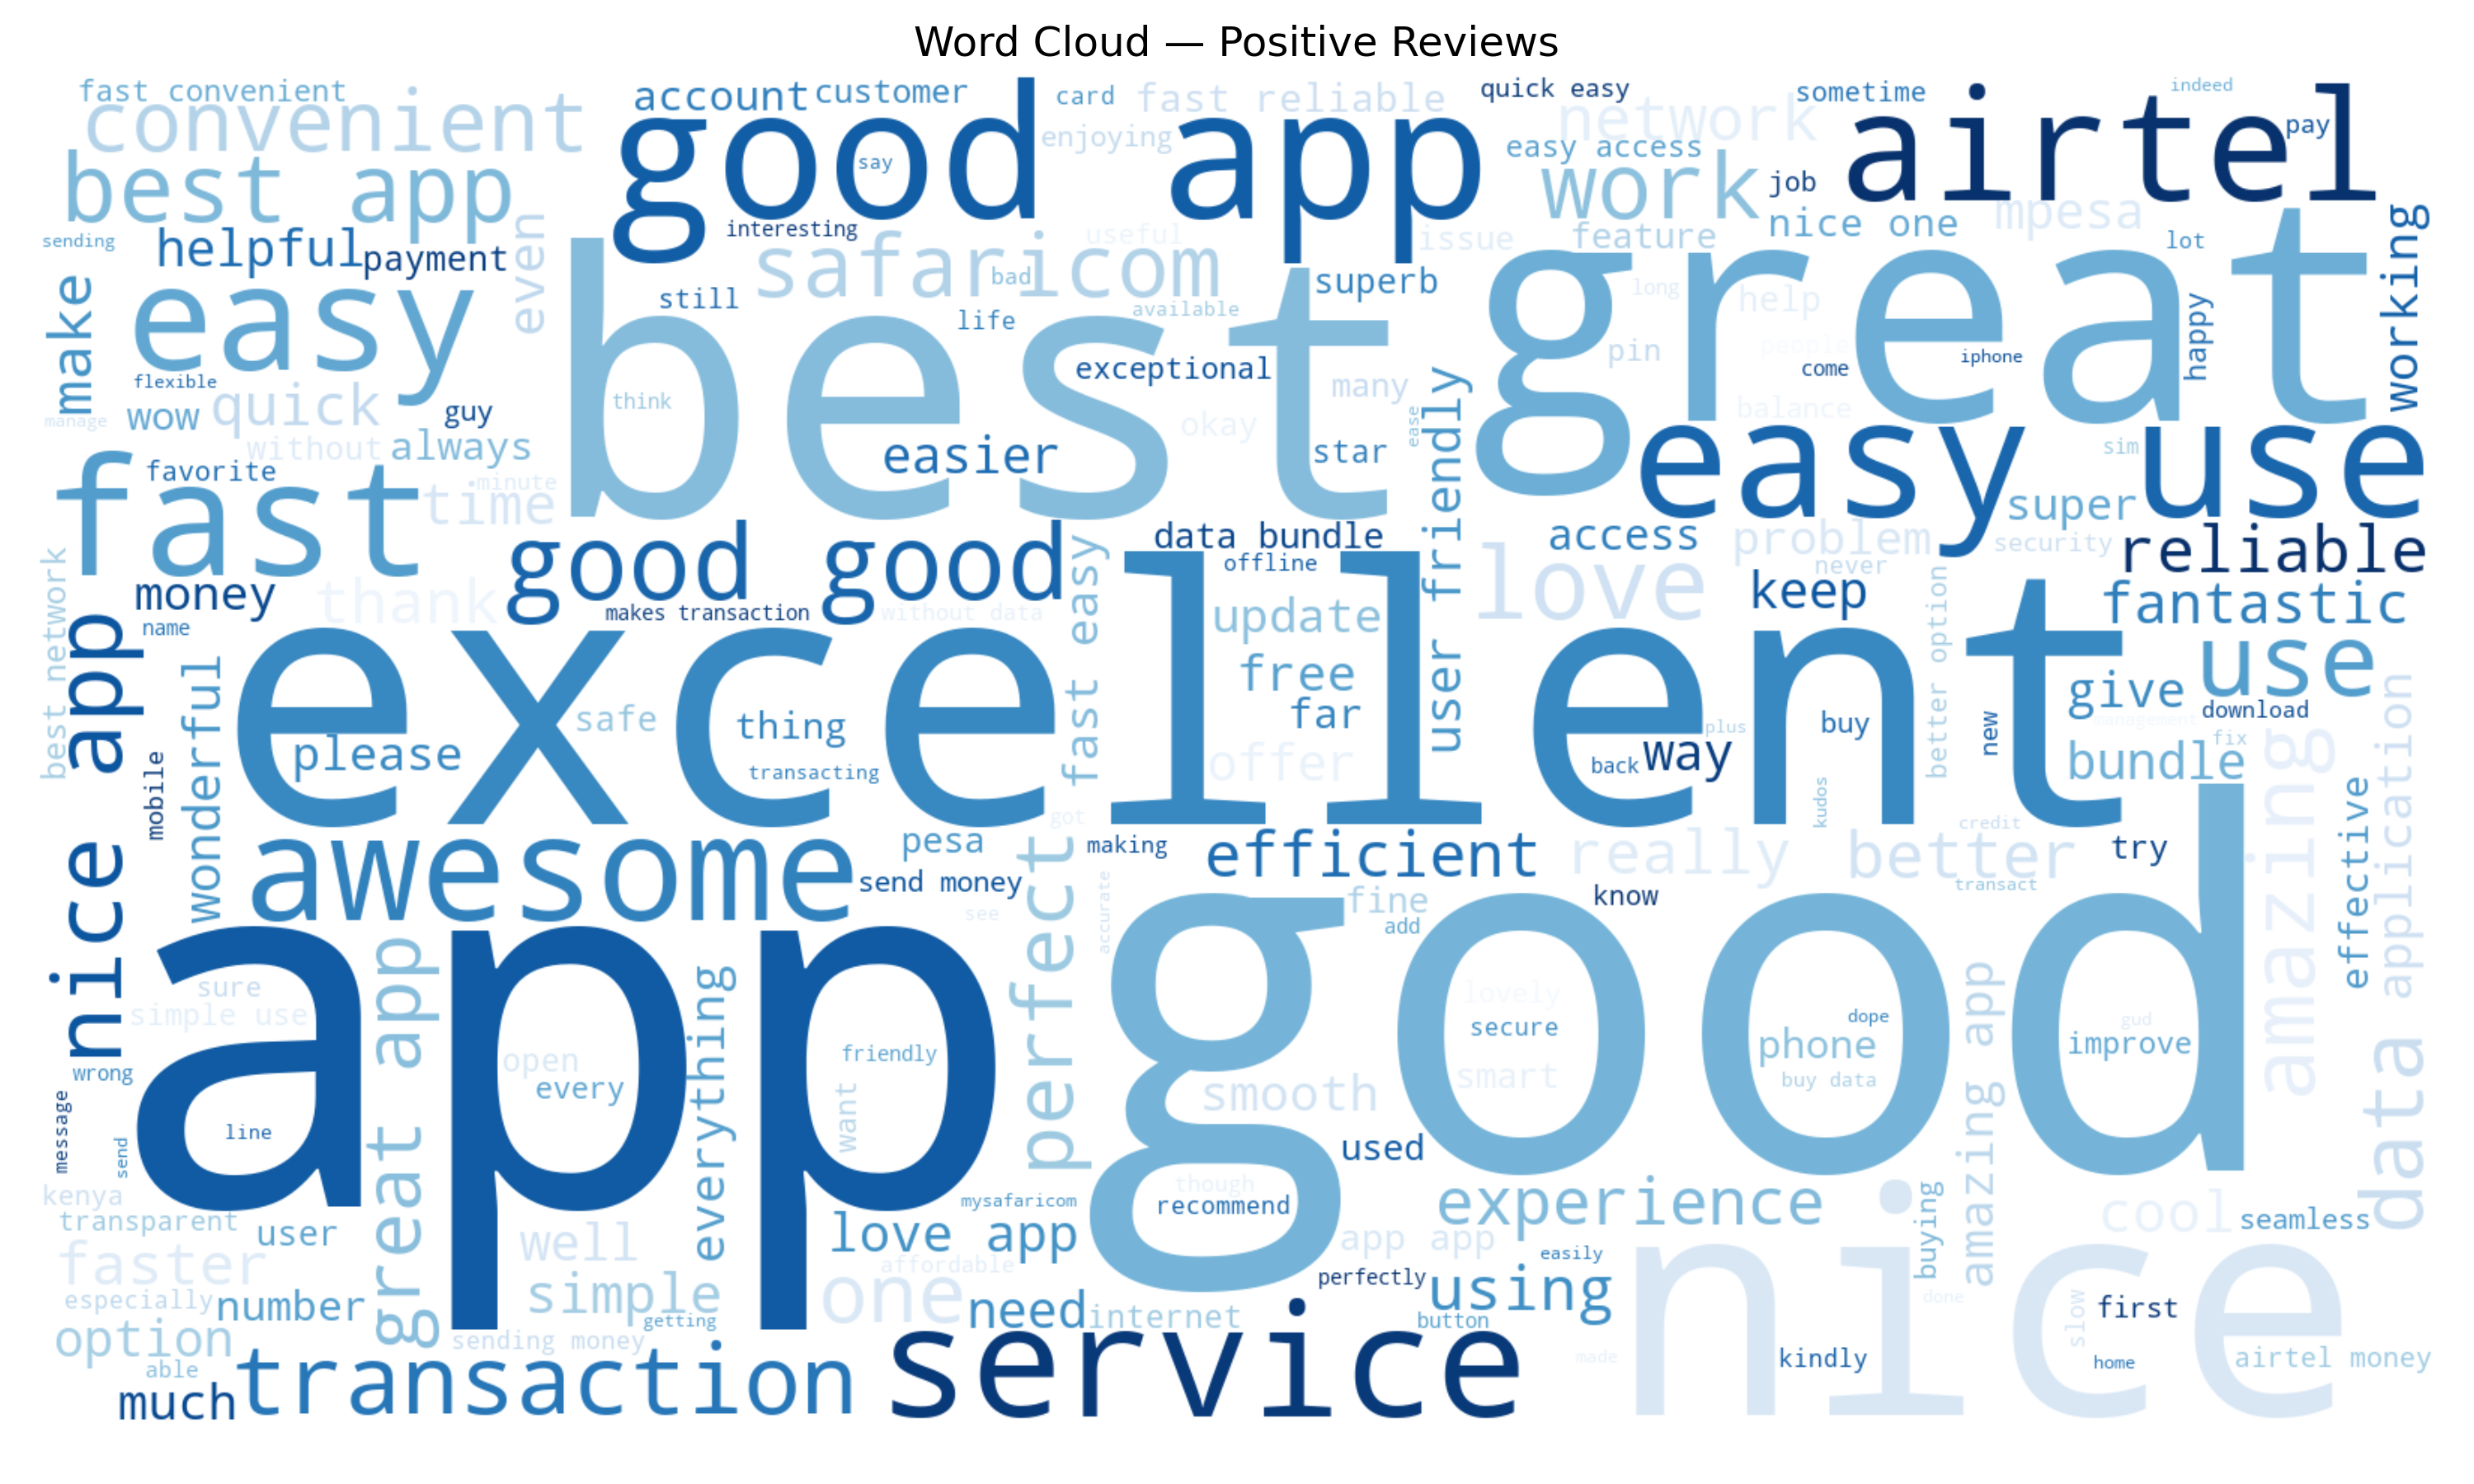 Word Cloud — Positive Reviews
fast convenient
convenient
account
customer
card
fast reliable
quick easy
network
sometime
indeed
airtel
pay
good app
say
enjoying
easy access
best app
work
job
nice one
mpesa
sending
helpful
payment
even
interesting
safaricom
useful
issue
feature
lot
working
make
easy
still
bad
life
available
superb
great
long
help
happy
best
exceptional
many
pin
people
come
iphone
flexible
wow
quick
guy
think
okay
ease
balance
manage
without
always
easier
star
user friendly
easy use
sim
fast
favorite
minute
time
super
good good
data bundle
access
problem
security
reliable
best network
money
thank
makes transaction
without data
fast easy
offline
love
never
keep
better option
fantastic
name
nice app
excellent
update
free
far
use
give
download
management
wonderful
safe
thing
please
transacting
offer
plus
buy
new
back
way
kudos
bundle
fix
mobile
amazing
data application
effective
awesome
pesa
got
making
efficient
really
better
credit
try
send money
perfect
accurate
know
transact
see
fine
add
app
good
great app
everything
sure
simple use
open
every
friendly
want
lovely
secure
smart
phone
dope
buy data
gud
improve
amazing app
wrong
message
line
send
smooth
used
though
recommend
kenya
transparent
user
well
mysafaricom
love app
app app
experience
easily
buying
cool
seamless
faster
especially
number
simple
getting
affordable
one
need
internet
perfectly
using
button
nice
done
slow
first
option
able
sending money
made
kindly
home
airtel money
much
transaction
service